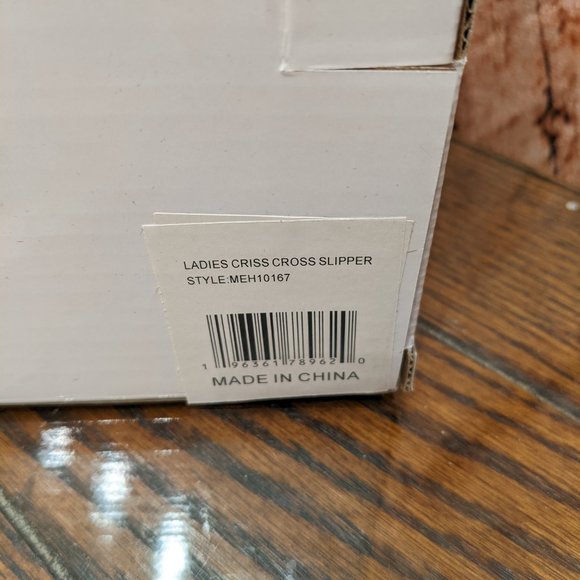 LADIES CRISS CROSS SLIPPER
STYLE:MEH10167
1 96361 78962 0
MADE IN CHINA